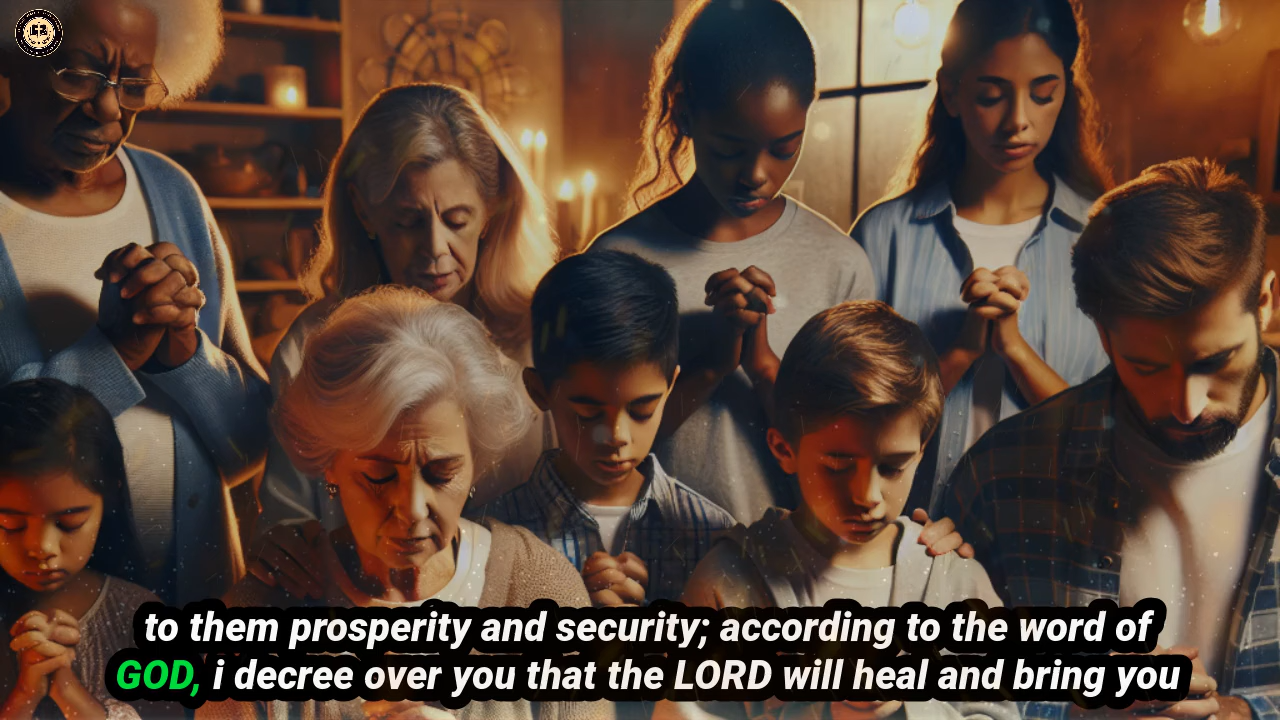 to them prosperity and security; according to the word of
GOD, i decree over you that the LORD will heal and bring you